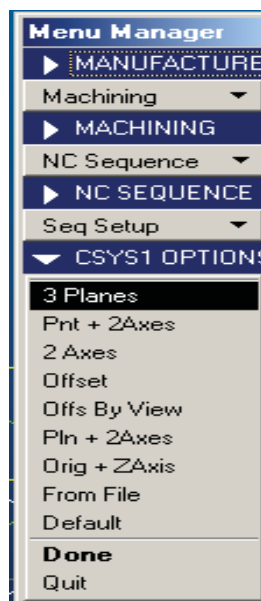 Menu Manager
MANUFACTURE
Machining
MACHINING
NC Sequence
NC SEQUENCE
Seq Setup
CSYS1 OPTIONS
3 Planes
Pnt + 2Axes
2 Axes
Offset
Offs By View
Pln + 2Axes
Orig + ZAxis
From File
Default
Done
Quit